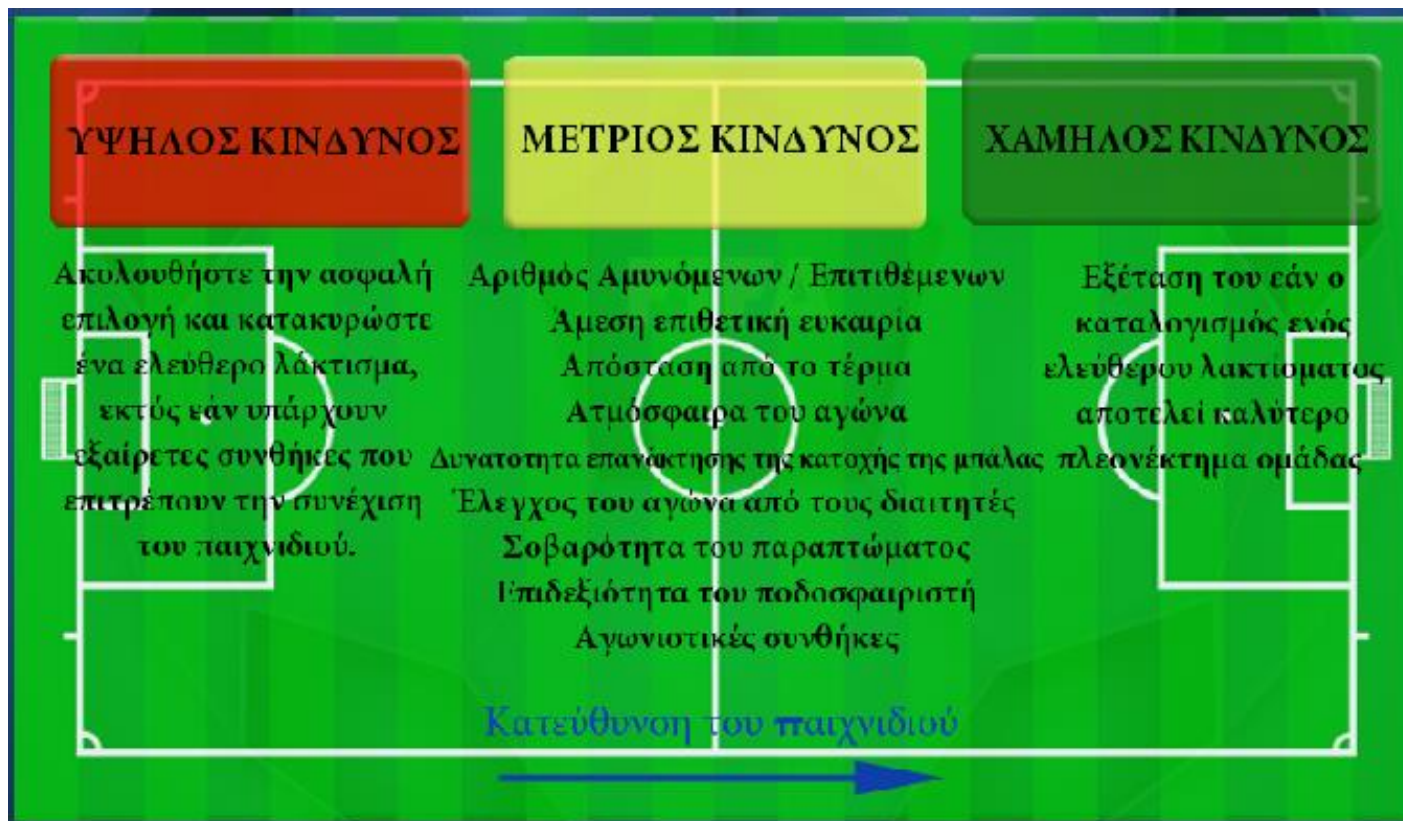 ΥΨΗΛΟΣ ΚΙΝΔΥΝΟΣ
Ακολουθήστε την ασφαλή
επιλογή και κατακυρώστε
ένα ελεύθερο λάκτισμα,
εκτός εάν υπάρχουν
εξαίρετες συνθήκες που
επιτρέπουν την συνέχιση
του παιχνιδιού.
ΜΕΤΡΙΟΣ ΚΙΝΔΥΝΟΣ
Αριθμός Αμυνόμενων / Επιτιθέμενων
Άμεση επιθετική ευκαιρία
Απόσταση από το τέρμα
Ατμόσφαιρα του αγώνα
Δυνατότητα επανάκτησης της κατοχής της μπάλας
Έλεγχος του αγώνα από τους διαιτητές
Σοβαρότητα του παραπτώματος
Επιδεξιότητα του ποδοσφαιριστή
Αγωνιστικές συνθήκες
ΧΑΜΗΛΟΣ ΚΙΝΔΥΝΟΣ
Εξέταση του εάν ο
καταλογισμός ενός
ελεύθερου λακτίσματος
αποτελεί καλύτερο
πλεονέκτημα ομάδας
Κατεύθυνση του παιχνιδιού